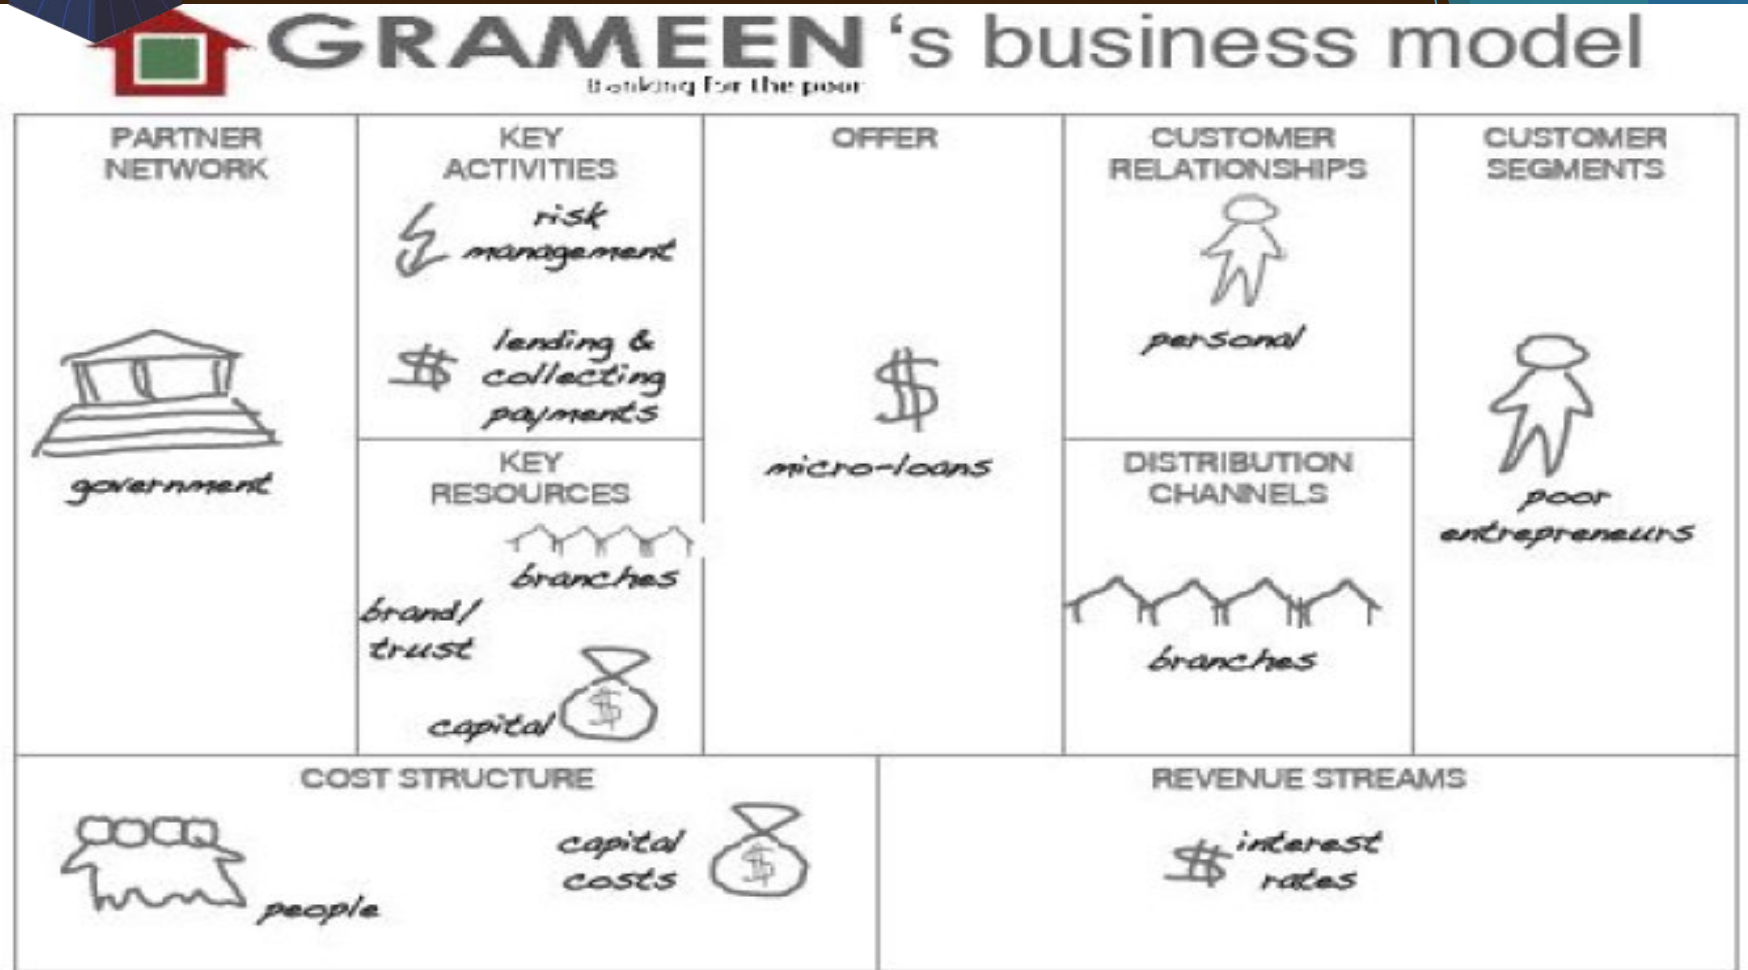 GRAMEEN 's business model
Banking for the poor
PARTNER
NETWORK
government
KEY
ACTIVITIES
risk
management
$ lending &
collecting
payments
KEY
RESOURCES
branches
brand/
trust
capital $
OFFER
$
micro-loans
CUSTOMER
RELATIONSHIPS
personal
DISTRIBUTION
CHANNELS
branches
CUSTOMER
SEGMENTS
poor
entrepreneurs
COST STRUCTURE
people
capital
costs $
REVENUE STREAMS
$ interest
rates